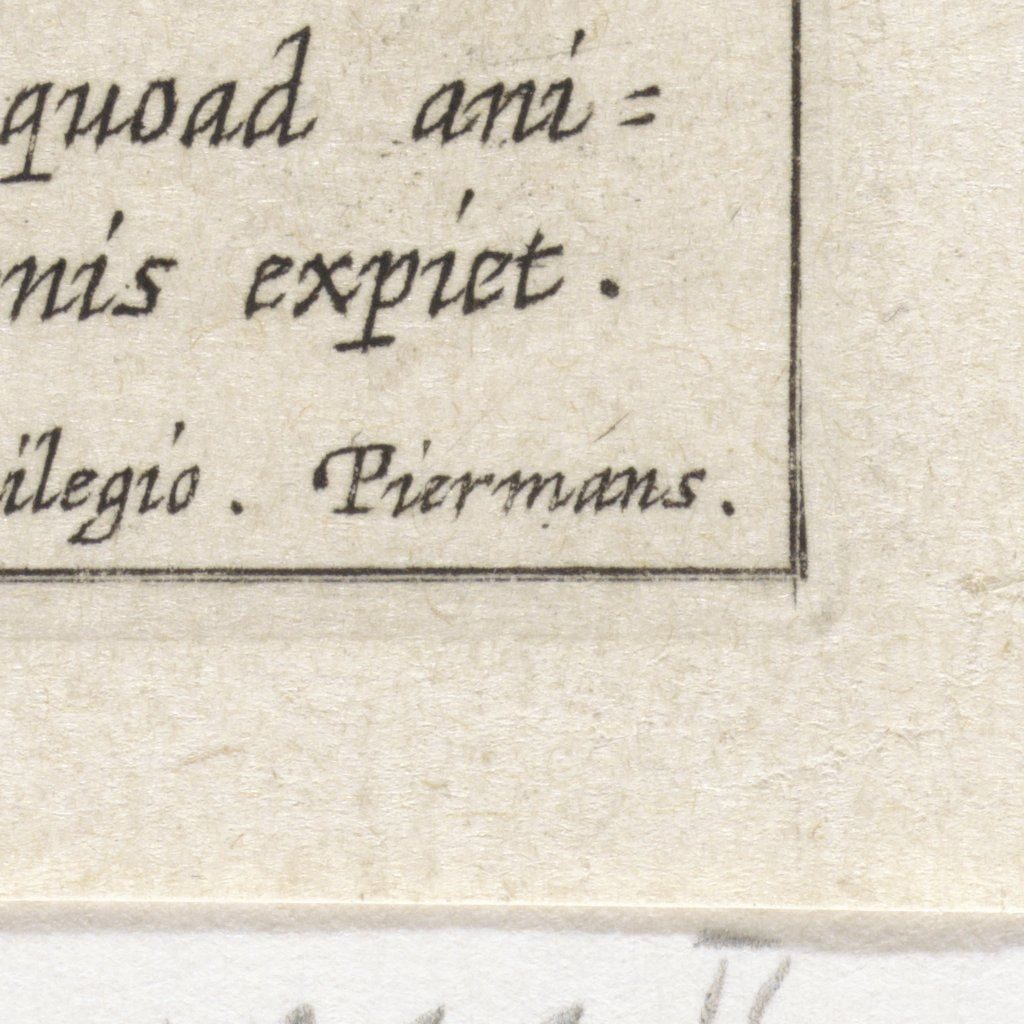 quoad ani=
nis expiet.
ilegio. Piermans.